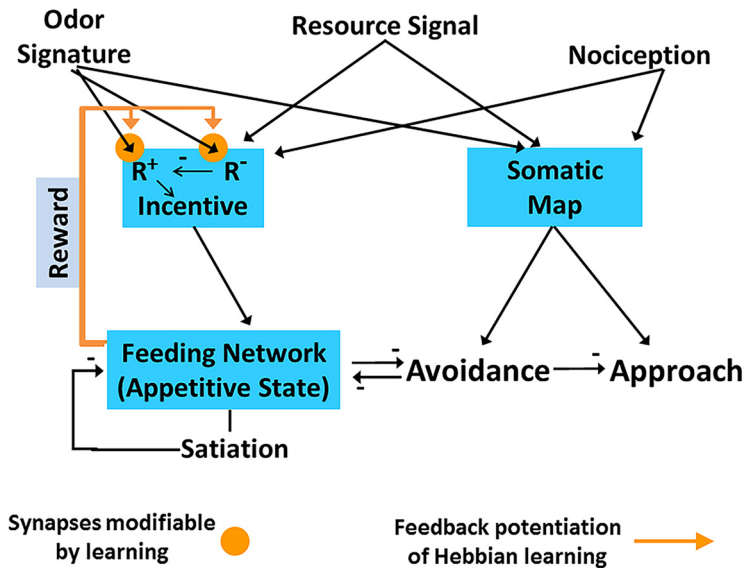 Odor
Signature
Resource Signal
Nociception
R+ - R-
Incentive
Somatic
Map
Reward
Feeding Network
(Appetitive State)
-
-
-
Avoidance
-
Approach
Satiation
Synapses modifiable
by learning
Feedback potentiation
of Hebbian learning